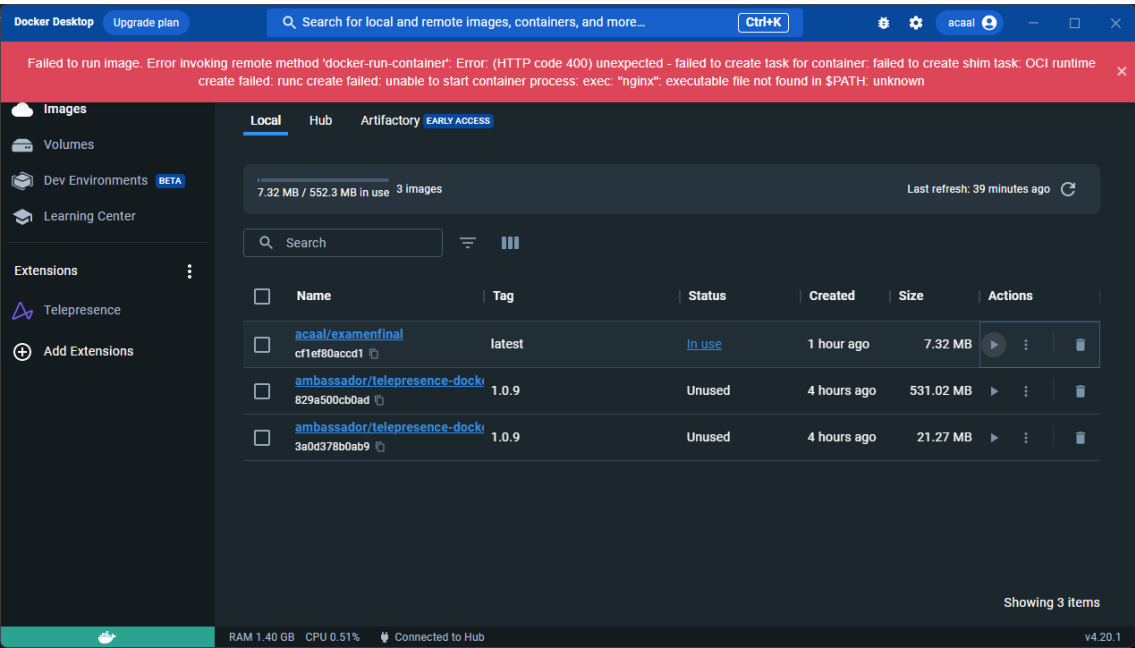 Docker Desktop Upgrade plan Search for local and remote images, containers, and more... Ctrl+K acaal
Failed to run image. Error invoking remote method 'docker-run-container': Error: (HTTP code 400) unexpected - failed to create task for container: failed to create shim task: OCI runtime
create failed: runc create failed: unable to start container process: exec: "nginx": executable file not found in $PATH: unknown
Images
Volumes
Dev Environments BETA
Learning Center
Extensions
Telepresence
Add Extensions
Local Hub Artifactory EARLY ACCESS
7.32 MB / 552.3 MB in use 3 images Last refresh: 39 minutes ago
Search
Name Tag Status Created Size Actions
acaal/examenfinal
cf1ef80accd1
latest In use 1 hour ago 7.32 MB
ambassador/telepresence-docke
829a500cb0ad
1.0.9 Unused 4 hours ago 531.02 MB
ambassador/telepresence-docke
3a0d378b0ab9
1.0.9 Unused 4 hours ago 21.27 MB
Showing 3 items
RAM 1.40 GB CPU 0.51% Connected to Hub v4.20.1